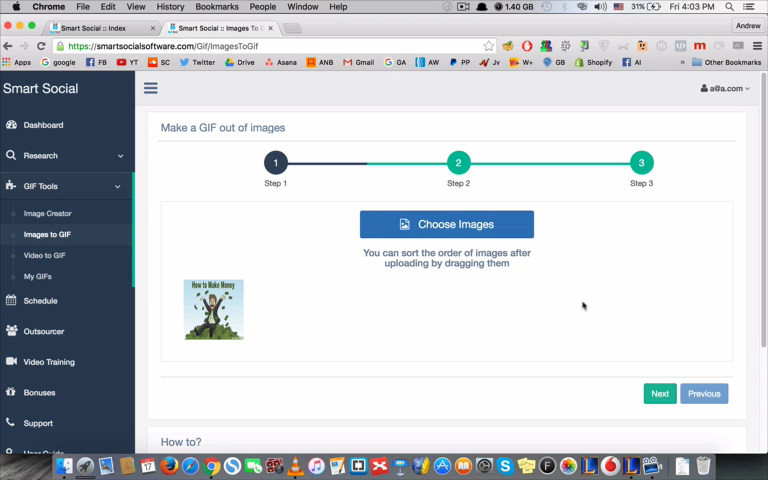 Chrome File Edit View History Bookmarks People Window Help
1.40 GB 31% Fri 4:03 PM
Smart Social :: Index
Smart Social :: Images To G
Andrew
https://smartsocialsoftware.com/Gif/ImagesToGif
Apps google FB YT SC Twitter Drive Asana ANB Gmail GA AW PP Jv W+ GB Shopify AI Other Bookmarks
Smart Social
a@a.com
Dashboard
Research
GIF Tools
Image Creator
Images to GIF
Video to GIF
My GIFs
Schedule
Outsourcer
Video Training
Bonuses
Support
Make a GIF out of images
1 2 3
Step 1 Step 2 Step 3
Choose Images
You can sort the order of images after
uploading by dragging them
How to Make Money
Next Previous
How to?